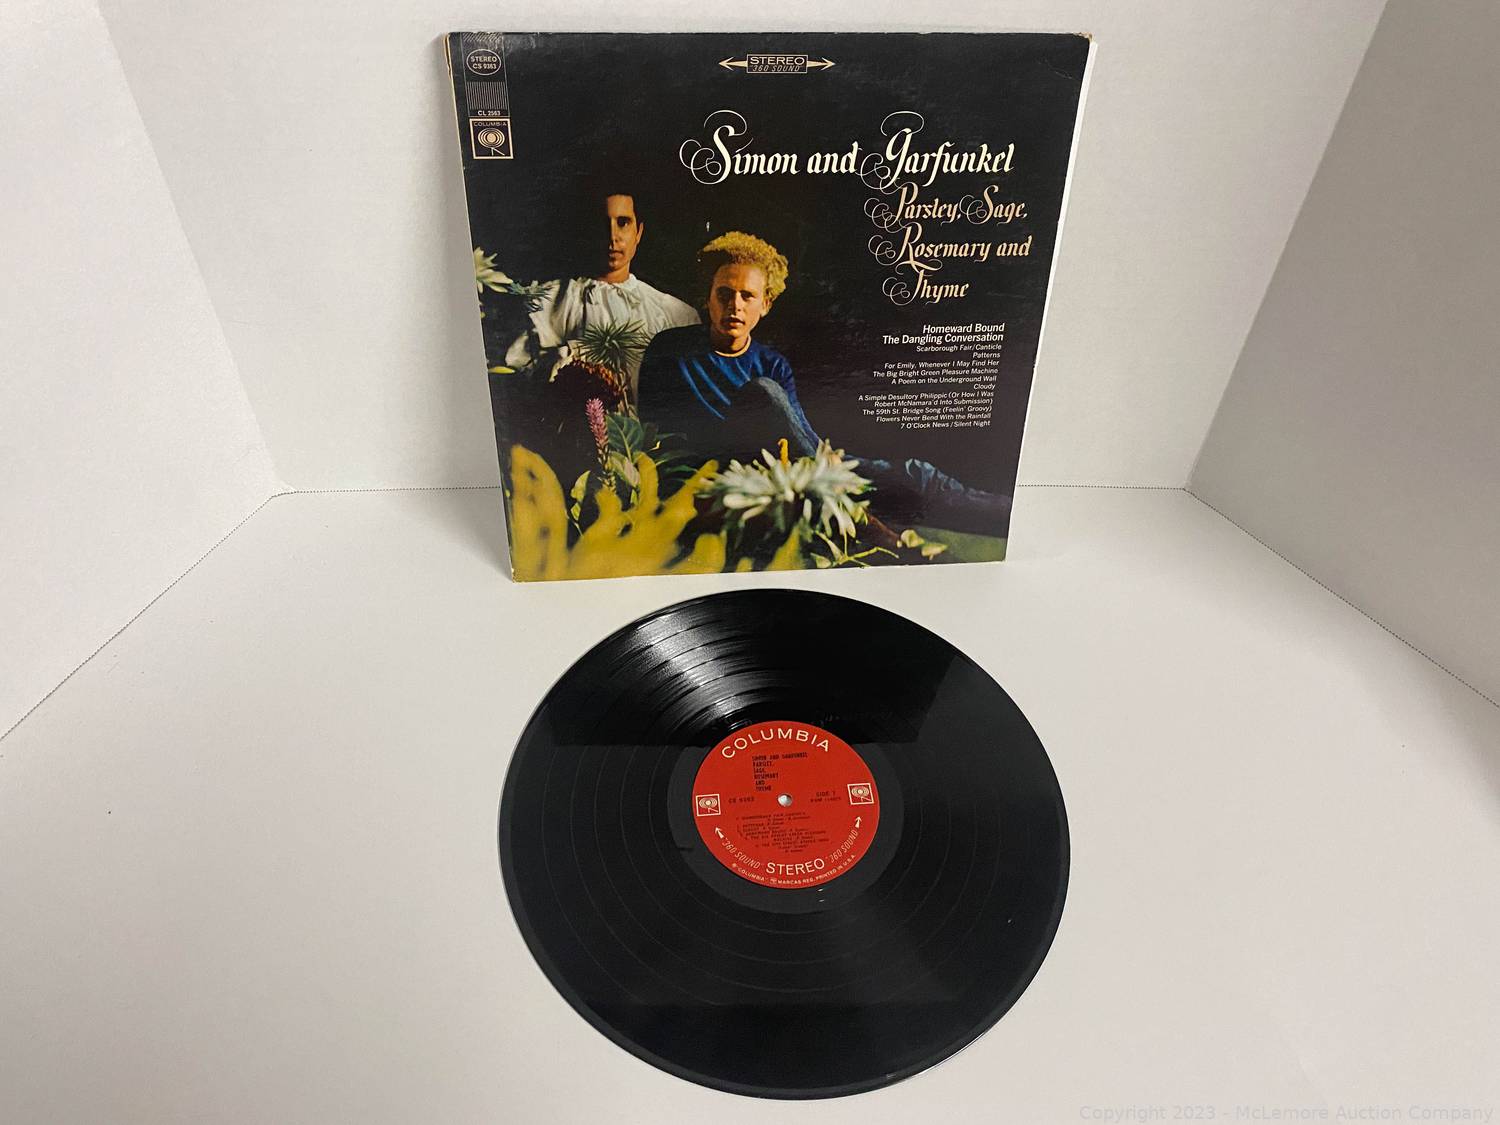 STEREO
CS 9363
CL 2563
COLUMBIA
STEREO
"360 SOUND"
Simon and Garfunkel
Parsley, Sage,
Rosemary and
Thyme
Homeward Bound
The Dangling Conversation
Scarborough Fair/Canticle
Patterns
For Emily, Whenever I May Find Her
The Big Bright Green Pleasure Machine
A Poem on the Underground Wall
Cloudy
A Simple Desultory Philippic (Or How I Was
Robert McNamara'd Into Submission)
The 59th St. Bridge Song (Feelin' Groovy)
Flowers Never Bend With the Rainfall
7 O'Clock News/Silent Night
COLUMBIA
SIMON AND GARFUNKEL
PARSLEY,
SAGE,
ROSEMARY
AND
THYME
CS 9363
SIDE 1
"360 SOUND" STEREO "360 SOUND"
® "COLUMBIA" MARCAS REG. PRINTED IN U.S.A.
Copyright 2023 - McLemore Auction Company